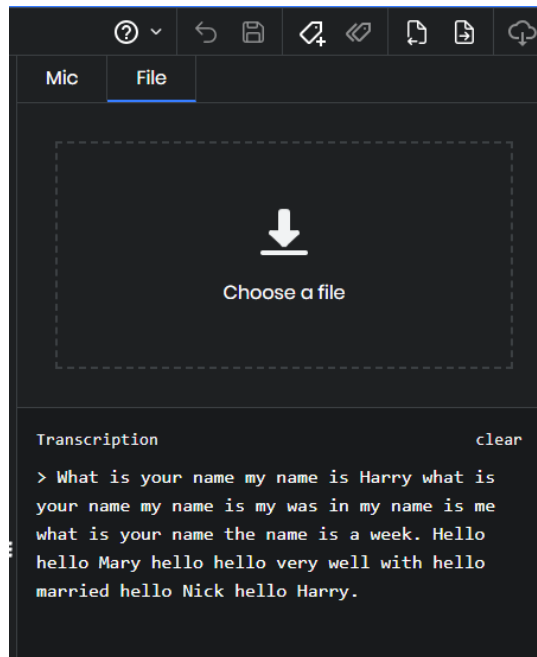 Mic File
Choose a file
Transcription clear
> What is your name my name is Harry what is
your name my name is my was in my name is me
what is your name the name is a week. Hello
hello Mary hello hello very well with hello
married hello Nick hello Harry.